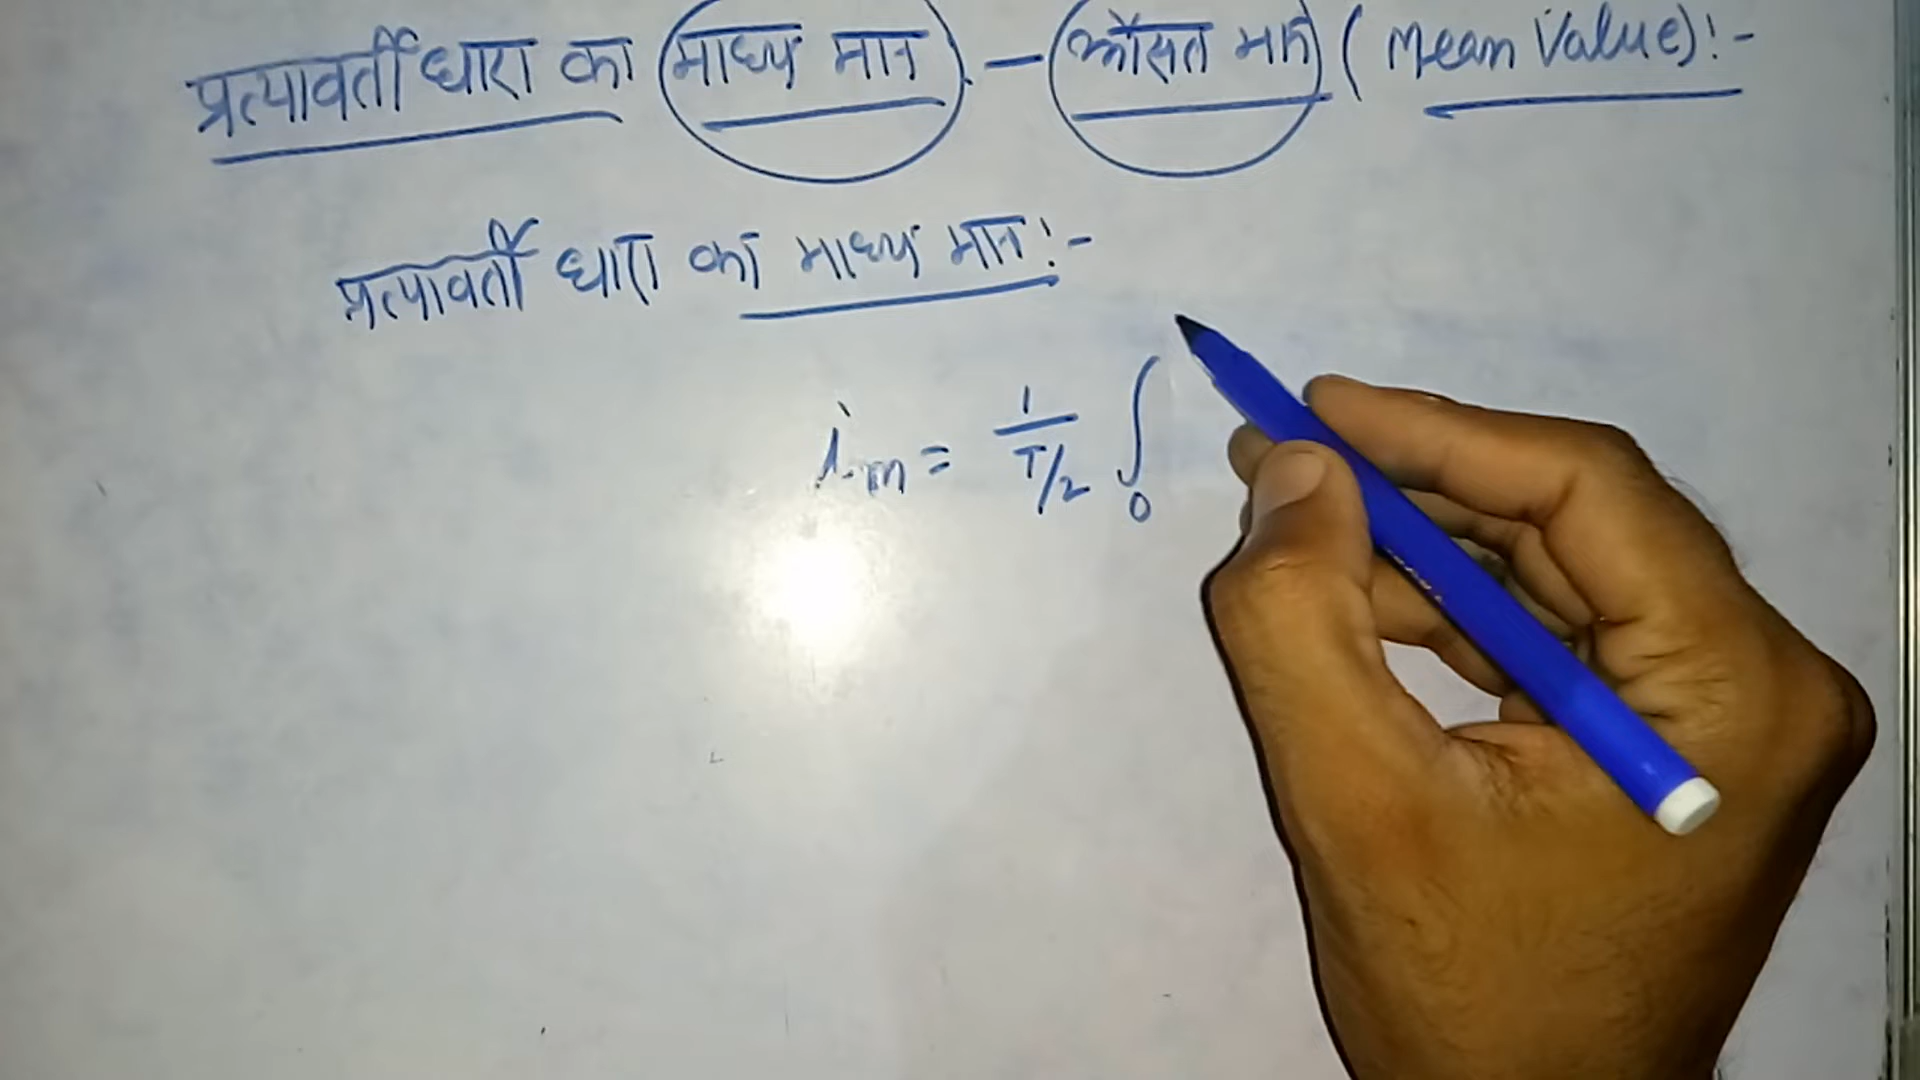 प्रत्यावर्ती धारा का माध्य मान - औसत मान (Mean Value):-
प्रत्यावर्ती धारा का माध्य मान:-
im = 1/T/2 ∫0